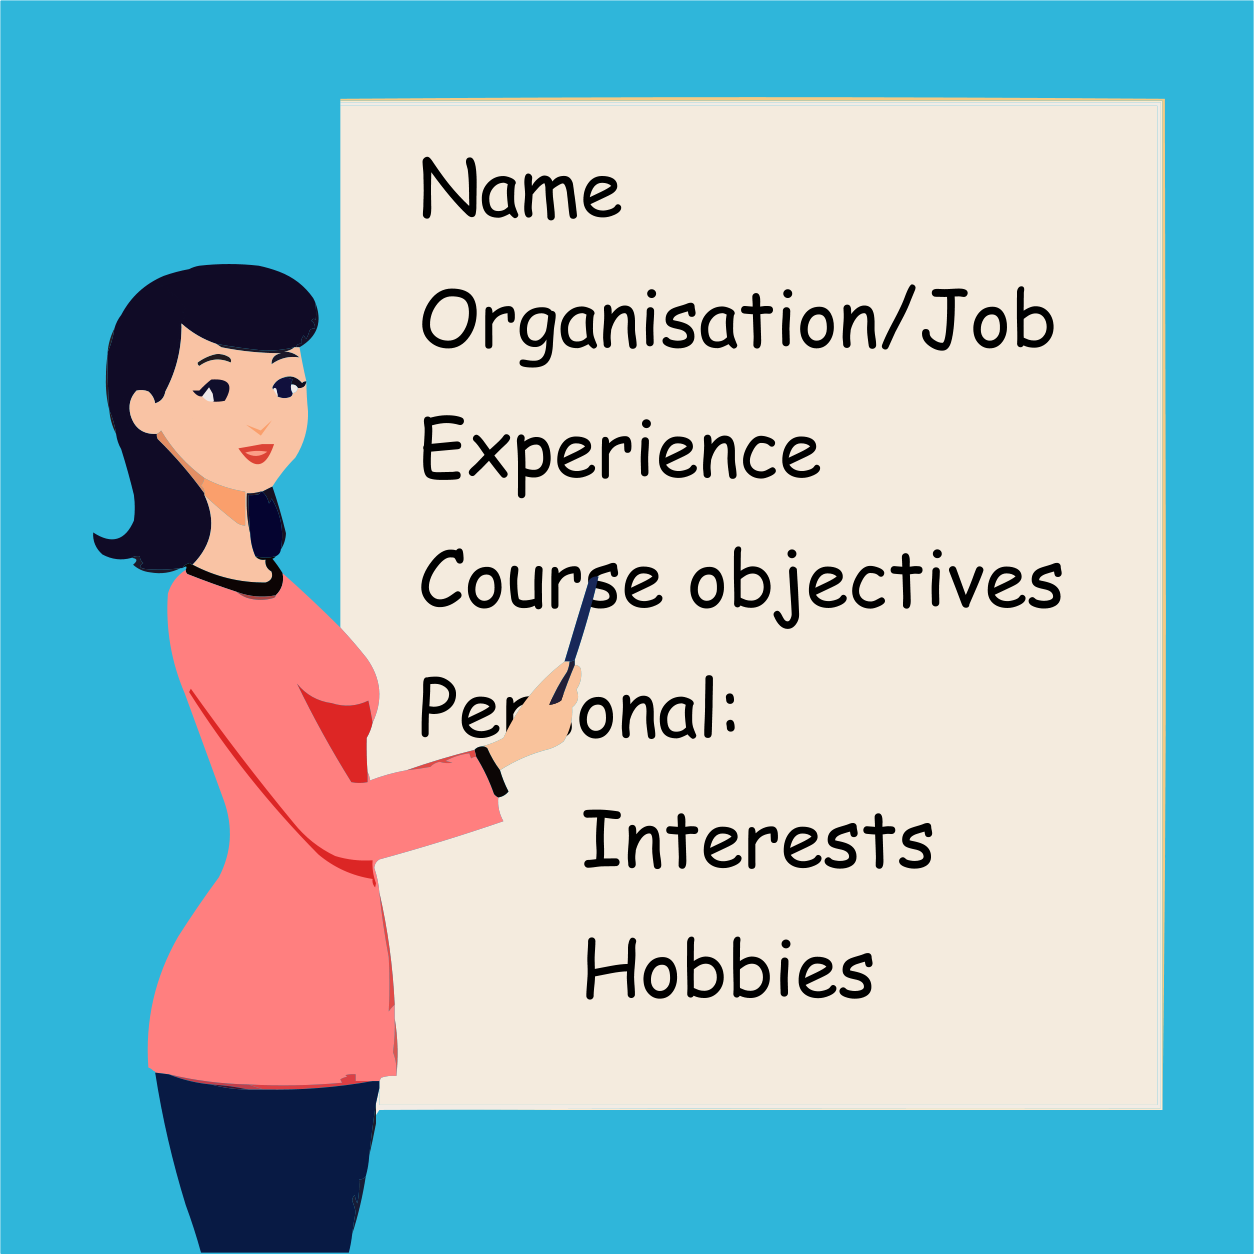 Name
Organisation/Job
Experience
Course objectives
Personal:
Interests
Hobbies